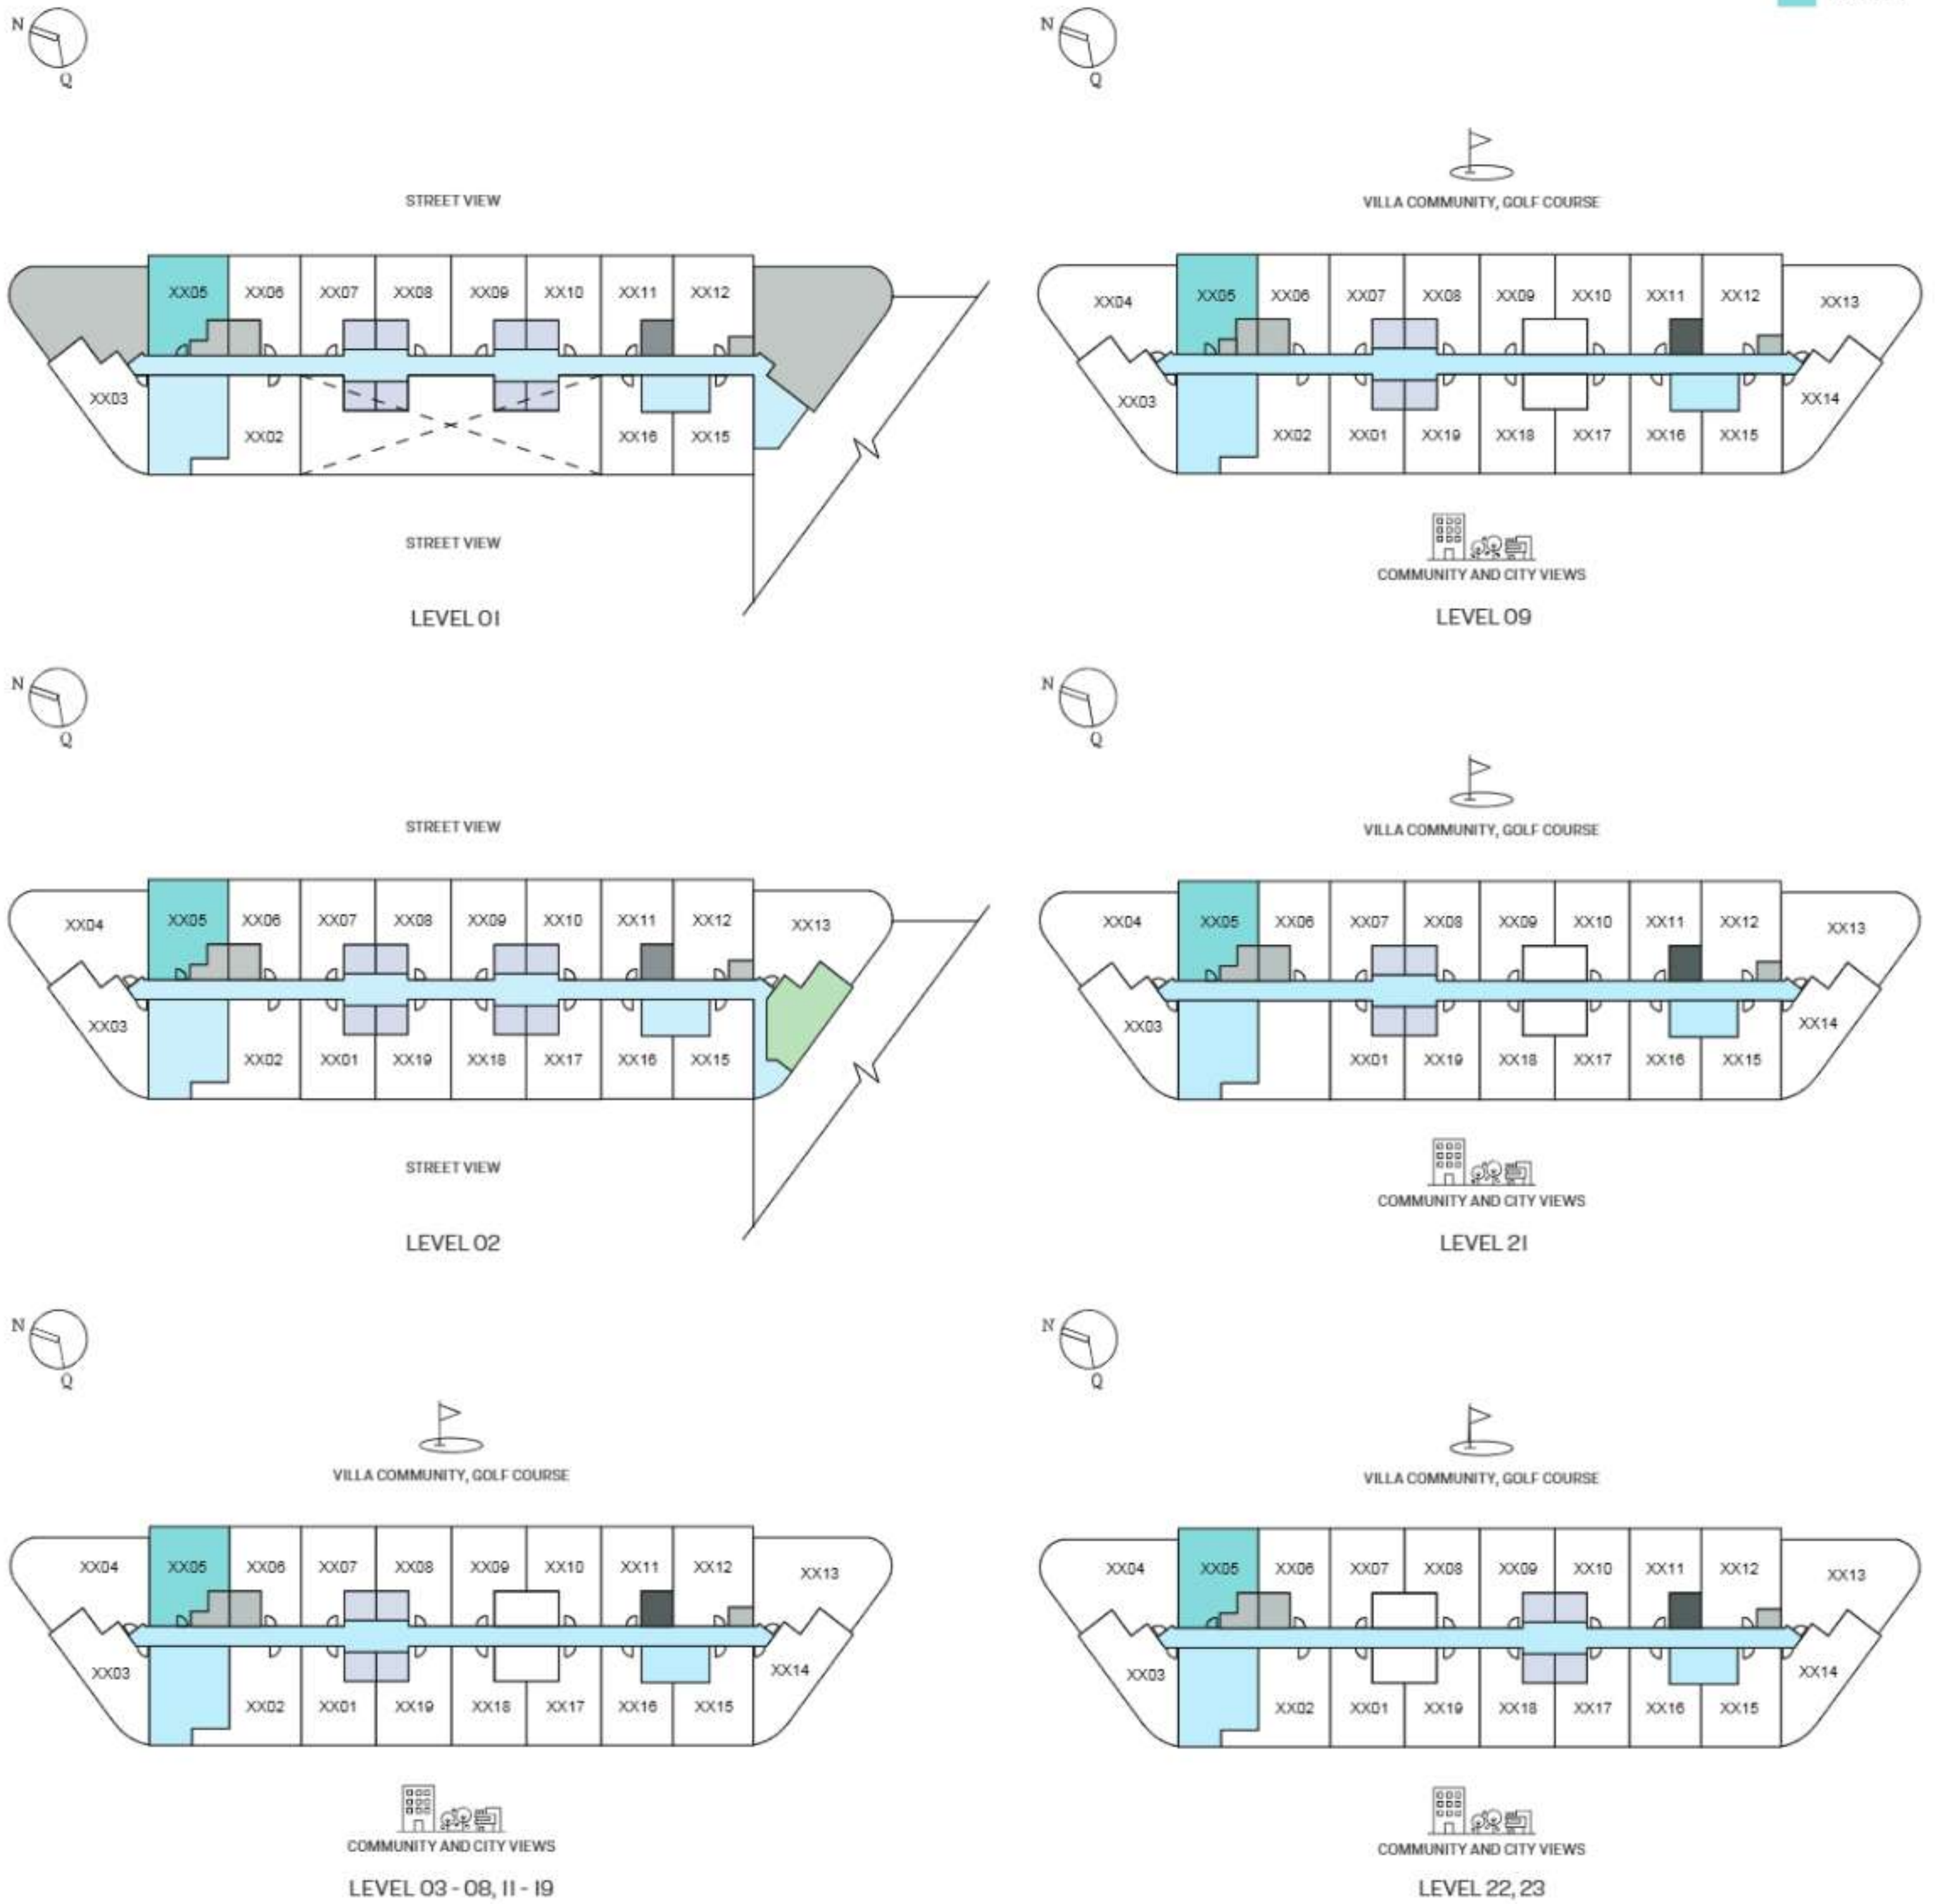 N
Q
STREET VIEW
XX05 XX06 XX07 XX08 XX09 XX10 XX11 XX12
XX03
XX02 XX16 XX15
STREET VIEW
LEVEL 01
N
Q
VILLA COMMUNITY, GOLF COURSE
XX04 XX05 XX06 XX07 XX08 XX09 XX10 XX11 XX12 XX13
XX03 XX14
XX02 XX01 XX19 XX18 XX17 XX16 XX15
COMMUNITY AND CITY VIEWS
LEVEL 09
N
Q
STREET VIEW
XX04 XX05 XX06 XX07 XX08 XX09 XX10 XX11 XX12 XX13
XX03
XX02 XX01 XX19 XX18 XX17 XX16 XX15
STREET VIEW
LEVEL 02
N
Q
VILLA COMMUNITY, GOLF COURSE
XX04 XX05 XX06 XX07 XX08 XX09 XX10 XX11 XX12 XX13
XX03 XX14
XX01 XX19 XX18 XX17 XX16 XX15
COMMUNITY AND CITY VIEWS
LEVEL 21
N
Q
VILLA COMMUNITY, GOLF COURSE
XX04 XX05 XX06 XX07 XX08 XX09 XX10 XX11 XX12 XX13
XX03 XX14
XX02 XX01 XX19 XX18 XX17 XX16 XX15
COMMUNITY AND CITY VIEWS
LEVEL 03 - 08, 11 - 19
N
Q
VILLA COMMUNITY, GOLF COURSE
XX04 XX05 XX06 XX07 XX08 XX09 XX10 XX11 XX12 XX13
XX03 XX14
XX02 XX01 XX19 XX18 XX17 XX16 XX15
COMMUNITY AND CITY VIEWS
LEVEL 22, 23